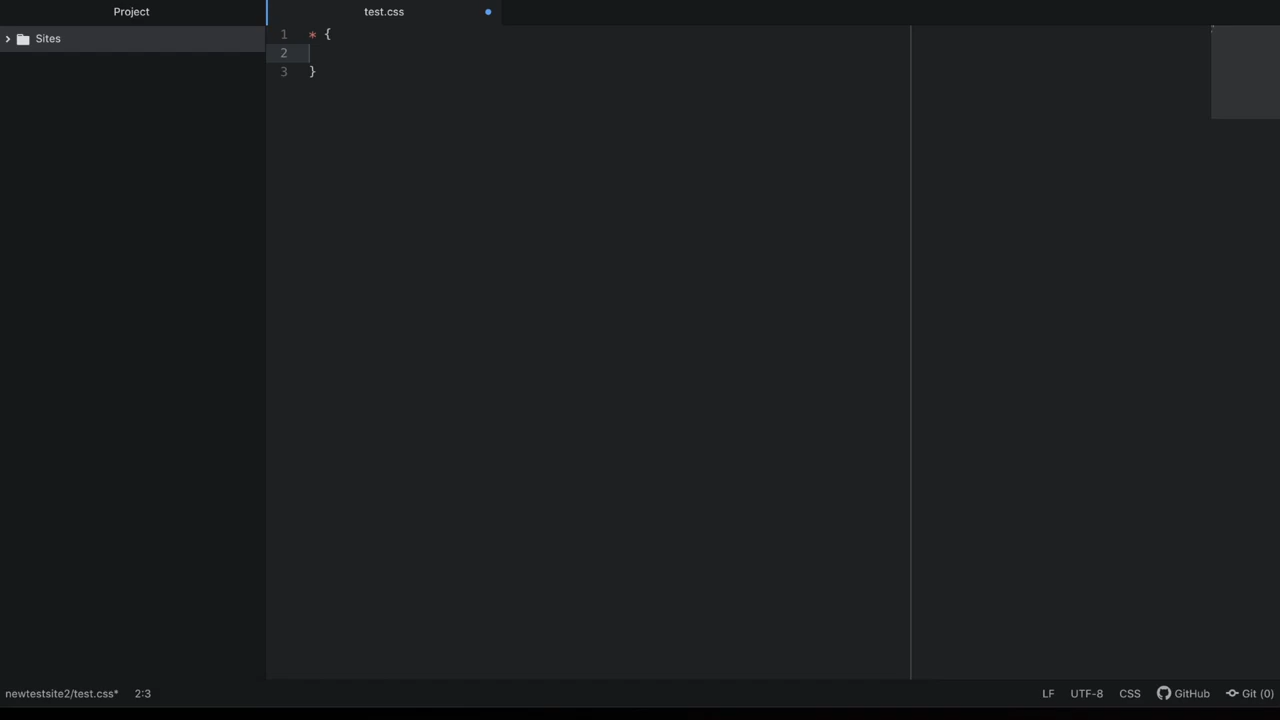 Project
test.css
Sites
1 * {
2
3 }
newtestsite2/test.css* 2:3
LF UTF-8 CSS GitHub Git (0)